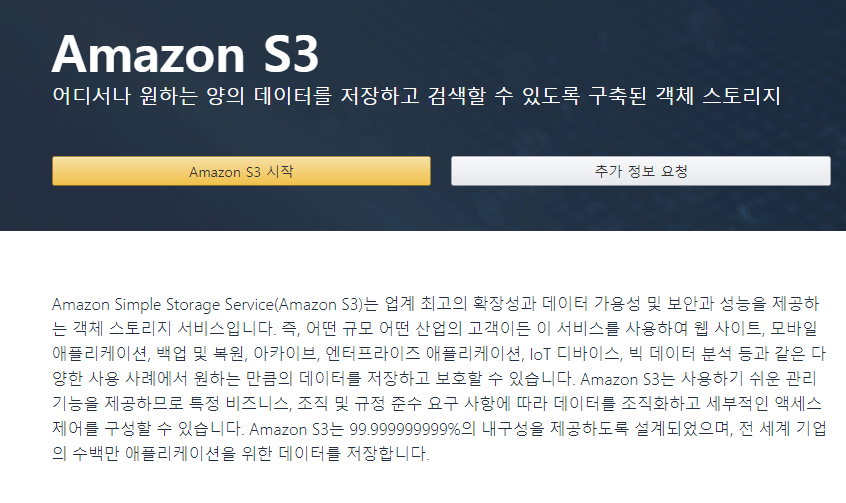 Amazon S3
어디서나 원하는 양의 데이터를 저장하고 검색할 수 있도록 구축된 객체 스토리지
Amazon S3 시작
추가 정보 요청
Amazon Simple Storage Service(Amazon S3)는 업계 최고의 확장성과 데이터 가용성 및 보안과 성능을 제공하
는 객체 스토리지 서비스입니다. 즉, 어떤 규모 어떤 산업의 고객이든 이 서비스를 사용하여 웹 사이트, 모바일
애플리케이션, 백업 및 복원, 아카이브, 엔터프라이즈 애플리케이션, IoT 디바이스, 빅 데이터 분석 등과 같은 다
양한 사용 사례에서 원하는 만큼의 데이터를 저장하고 보호할 수 있습니다. Amazon S3는 사용하기 쉬운 관리
기능을 제공하므로 특정 비즈니스, 조직 및 규정 준수 요구 사항에 따라 데이터를 조직화하고 세부적인 액세스
제어를 구성할 수 있습니다. Amazon S3는 99.999999999%의 내구성을 제공하도록 설계되었으며, 전 세계 기업
의 수백만 애플리케이션을 위한 데이터를 저장합니다.